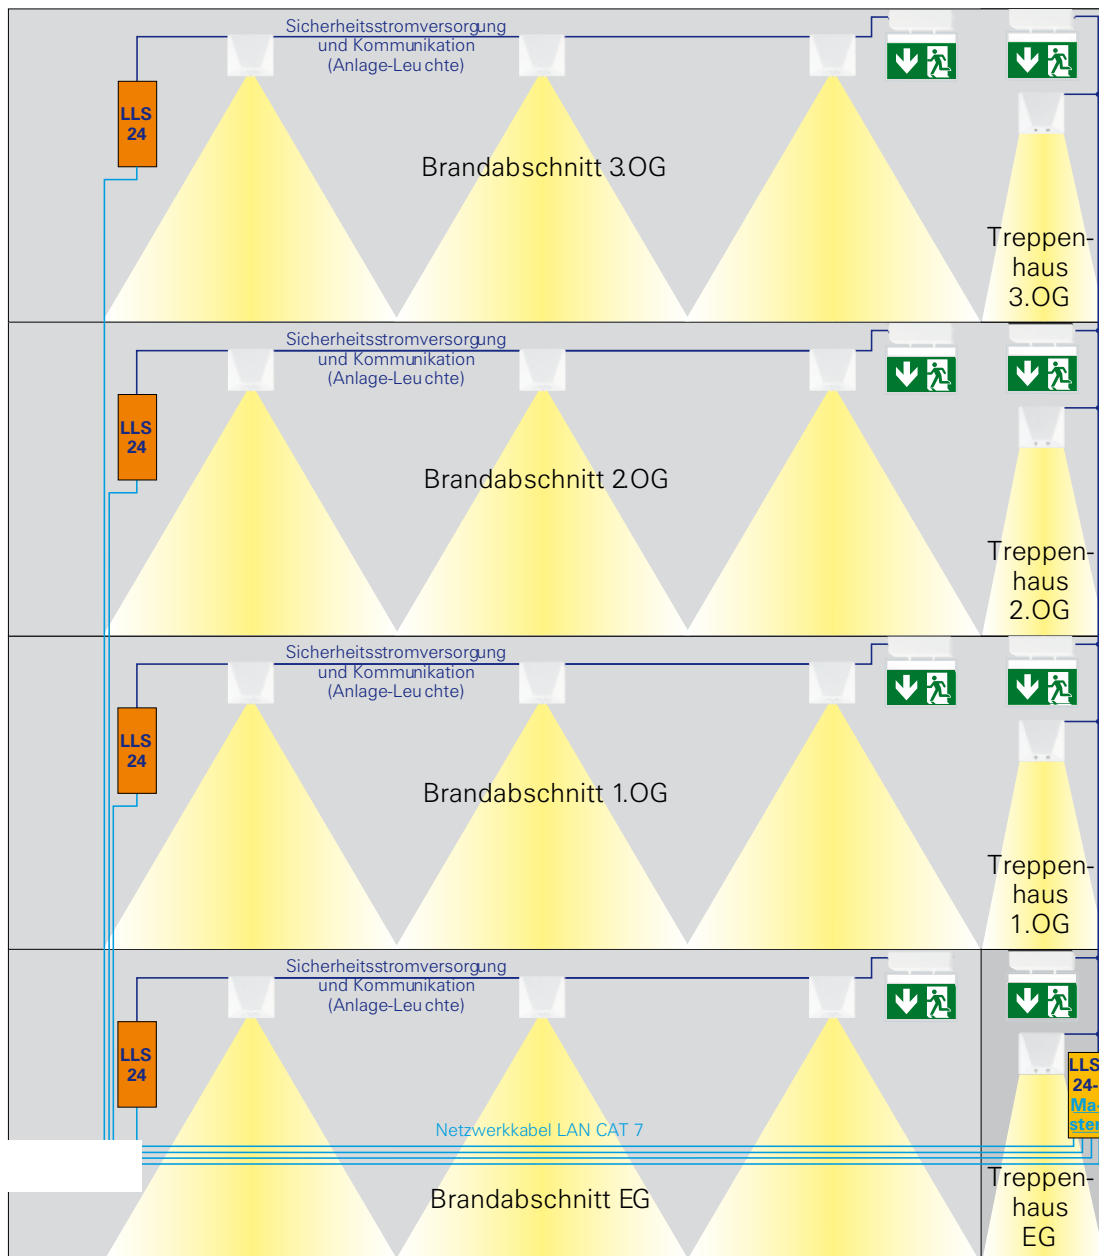 Sicherheitsstromversorgung
und Kommunikation
(Anlage-Leuchte)
LLS
24
Brandabschnitt 3.OG
Treppen-
haus
3.OG
Sicherheitsstromversorgung
und Kommunikation
(Anlage-Leuchte)
LLS
24
Brandabschnitt 2.OG
Treppen-
haus
2.OG
Sicherheitsstromversorgung
und Kommunikation
(Anlage-Leuchte)
LLS
24
Brandabschnitt 1.OG
Treppen-
haus
1.OG
Sicherheitsstromversorgung
und Kommunikation
(Anlage-Leuchte)
LLS
24
LLS
24-
Ma-
ster
Netzwerkkabel LAN CAT 7
Brandabschnitt EG
Treppen-
haus
EG